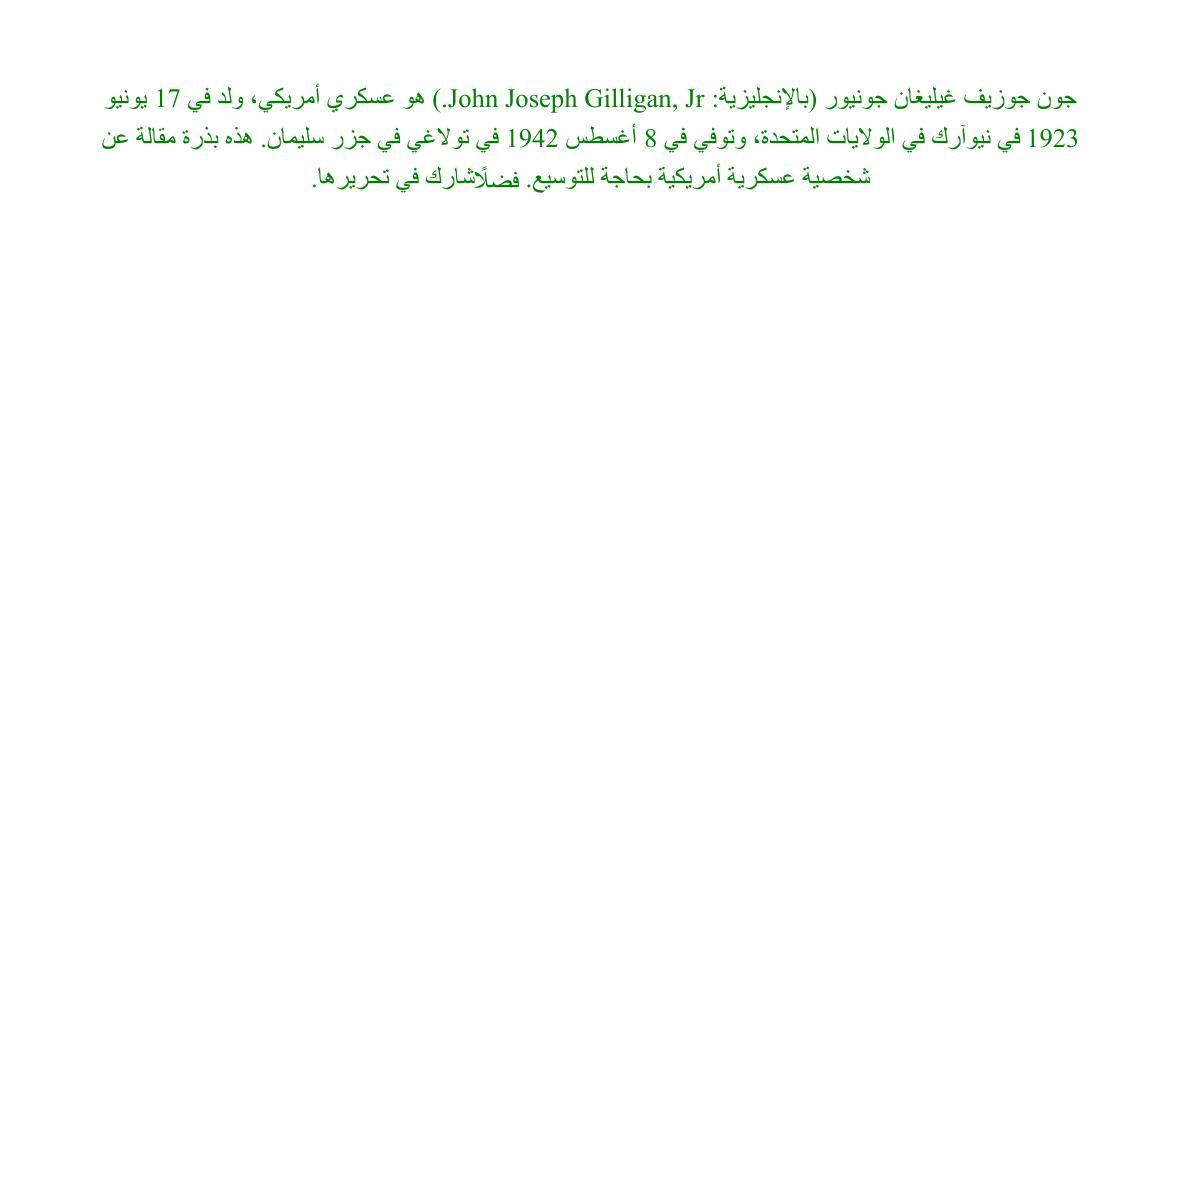 جون جوزيف غيليغان جونيور (بالإنجليزية: John Joseph Gilligan, Jr.) هو عسكري أمريكي، ولد في 17 يونيو
1923 في نيوآرك في الولايات المتحدة، وتوفي في 8 أغسطس 1942 في تولاغي في جزر سليمان. هذه بذرة مقالة عن
شخصية عسكرية أمريكية بحاجة للتوسيع. فضلًاشارك في تحريرها.